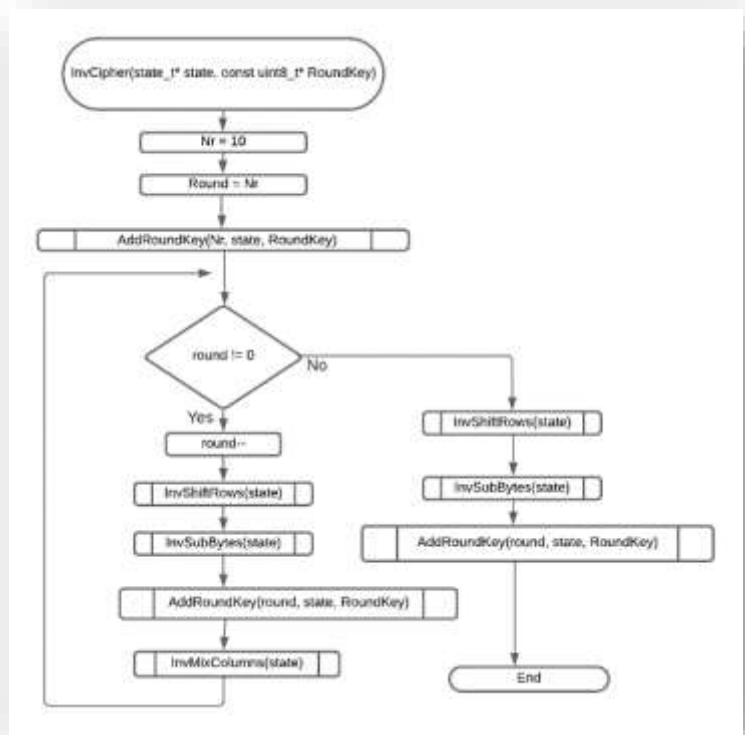 InvCipher(state_t* state, const uint8_t* RoundKey)
Nr = 10
Round = Nr
AddRoundKey(Nr, state, RoundKey)
round != 0
No
Yes
round--
InvShiftRows(state)
InvSubBytes(state)
AddRoundKey(round, state, RoundKey)
InvMixColumns(state)
InvShiftRows(state)
InvSubBytes(state)
AddRoundKey(round, state, RoundKey)
End